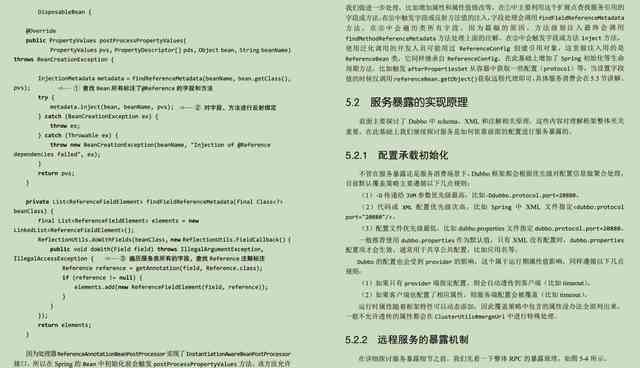 DisposableBean {
@Override
public PropertyValues postProcessPropertyValues(
PropertyValues pvs, PropertyDescriptor[] pds, Object bean, String beanName)
throws BeanCreationException {
InjectionMetadata metadata = findReferenceMetadata(beanName, bean.getClass(),
pvs); <== ① 查找 Bean 所有标注了@Reference 的字段和方法
try {
metadata.inject(bean, beanName, pvs); <== ② 对字段、方法进行反射绑定
} catch (BeanCreationException ex) {
throw ex;
} catch (Throwable ex) {
throw new BeanCreationException(beanName, "Injection of @Reference
dependencies failed", ex);
}
return pvs;
}
private List<ReferenceFieldElement> findFieldReferenceMetadata(final Class<?>
beanClass) {
final List<ReferenceFieldElement> elements = new
LinkedList<ReferenceFieldElement>();
ReflectionUtils.doWithFields(beanClass, new ReflectionUtils.FieldCallback() {
public void doWith(Field field) throws IllegalArgumentException,
IllegalAccessException { <== ③ 遍历服务类所有的字段，查找 Reference 注解标注
Reference reference = getAnnotation(field, Reference.class);
if (reference != null) {
elements.add(new ReferenceFieldElement(field, reference));
}
}
});
return elements;
}
因为处理器 ReferenceAnnotationBeanPostProcessor 实现了 InstantiationAwareBeanPostProcessor
接口，所以在 Spring 的 Bean 中初始化前会触发 postProcessPropertyValues 方法，该方法允许
我们做进一步处理，比如增加属性和属性值修改等。在①中主要利用这个扩展点查找服务引用的
字段或方法。在②中触发字段或反射方法值的注入，字段处理会调用 findFieldReferenceMetadata
方法。在③中会遍历类所有字段，因为篇幅的原因，方法级别注入最终会调用
findMethodReferenceMetadata 方法处理上面的注解。在②中会触发字段或方法 inject 方法，
使用泛化调用的开发人员可能用过 ReferenceConfig 创建引用对象，这里做注入用的是
ReferenceBean 类，它同样继承自 ReferenceConfig，在此基础上增加了 Spring 初始化等生命
周期方法，比如触发 afterPropertiesSet 从容器中获取一些配置（protocol）等，当设置字段
值的时候仅调用 referenceBean.getObject()获取远程代理即可，具体服务消费会在 5.3 节讲解。
5.2 服务暴露的实现原理
前面主要探讨了 Dubbo 中 schema、XML 和注解相关原理，这些内容对理解框架整体至关
重要，在此基础上我们继续探讨服务是如何依靠前面的配置进行服务暴露的。
5.2.1 配置承载初始化
不管在服务暴露还是服务消费场景下，Dubbo 框架都会根据优先级对配置信息做聚合处理，
目前默认覆盖策略主要遵循以下几点规则：
（1）-D 传递给 JVM 参数优先级最高，比如-Ddubbo.protocol.port=20880。
（2）代码或 XML 配置优先级次高，比如 Spring 中 XML 文件指定<dubbo:protocol
port="20880"/>。
（3）配置文件优先级最低，比如 dubbo.properties 文件指定 dubbo.protocol.port=20880。
一般推荐使用 dubbo.properties 作为默认值，只有 XML 没有配置时，dubbo.properties
配置项才会生效，通常用于共享公共配置，比如应用名等。
Dubbo 的配置也会受到 provider 的影响，这个属于运行期属性值影响，同样遵循以下几点
规则：
（1）如果只有 provider 端指定配置，则会自动透传到客户端（比如 timeout）。
（2）如果客户端也配置了相应属性，则服务端配置会被覆盖（比如 timeout）。
运行时属性随着框架特性可以动态添加，因此覆盖策略中包含的属性没办法全部列出来，
一般不允许透传的属性都会在 ClusterUtils#mergeUrl 中进行特殊处理。
5.2.2 远程服务的暴露机制
在详细探讨服务暴露细节之前，我们先看一下整体 RPC 的暴露原理，如图 5-4 所示。